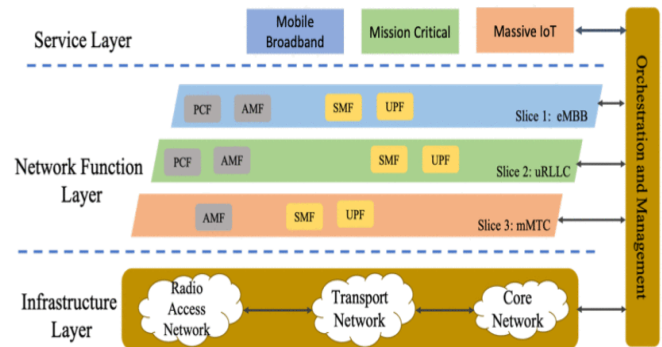 Service Layer
Mobile
Broadband
Mission Critical
Massive IoT
Orchestration and Management
Network Function
Layer
PCF
AMF
SMF
UPF
Slice 1: eMBB
PCF
AMF
SMF
UPF
Slice 2: uRLLC
AMF
SMF
UPF
Slice 3: mMTC
Infrastructure
Layer
Radio
Access
Network
Transport
Network
Core
Network